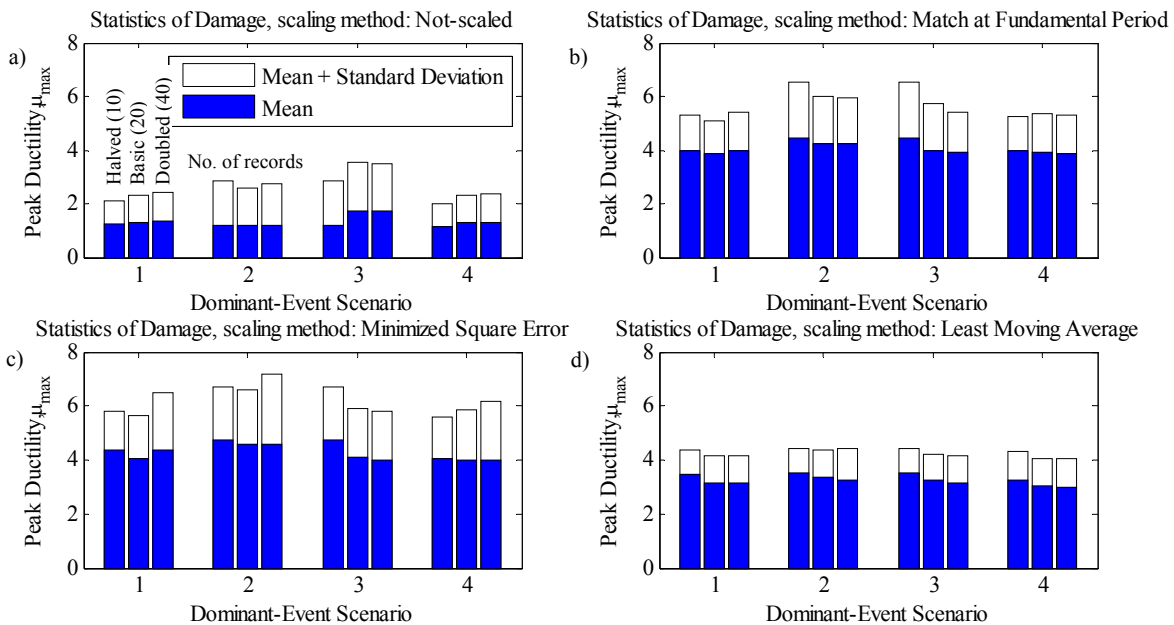 Statistics of Damage, scaling method: Not-scaled
a)
8
6
4
2
0
Peak Ductility,μmax
Mean + Standard Deviation
Mean
Halved (10)
Basic (20)
Doubled (40)
No. of records
1 2 3 4
Dominant-Event Scenario
Statistics of Damage, scaling method: Match at Fundamental Period
b)
8
6
4
2
0
Peak Ductility,μmax
1 2 3 4
Dominant-Event Scenario
Statistics of Damage, scaling method: Minimized Square Error
c)
8
6
4
2
0
Peak Ductility,μmax
1 2 3 4
Dominant-Event Scenario
Statistics of Damage, scaling method: Least Moving Average
d)
8
6
4
2
0
Peak Ductility,μmax
1 2 3 4
Dominant-Event Scenario